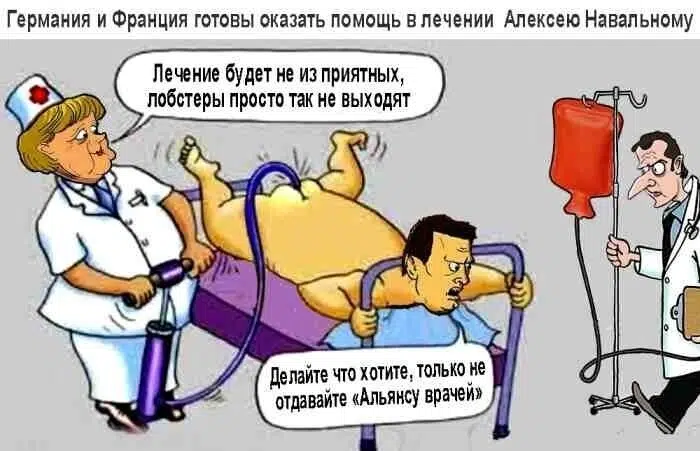 Германия и Франция готовы оказать помощь в лечении Алексею Навальному
Лечение будет не из приятных,
лобстеры просто так не выходят
Делайте что хотите, только не
отдавайте «Альянсу врачей»